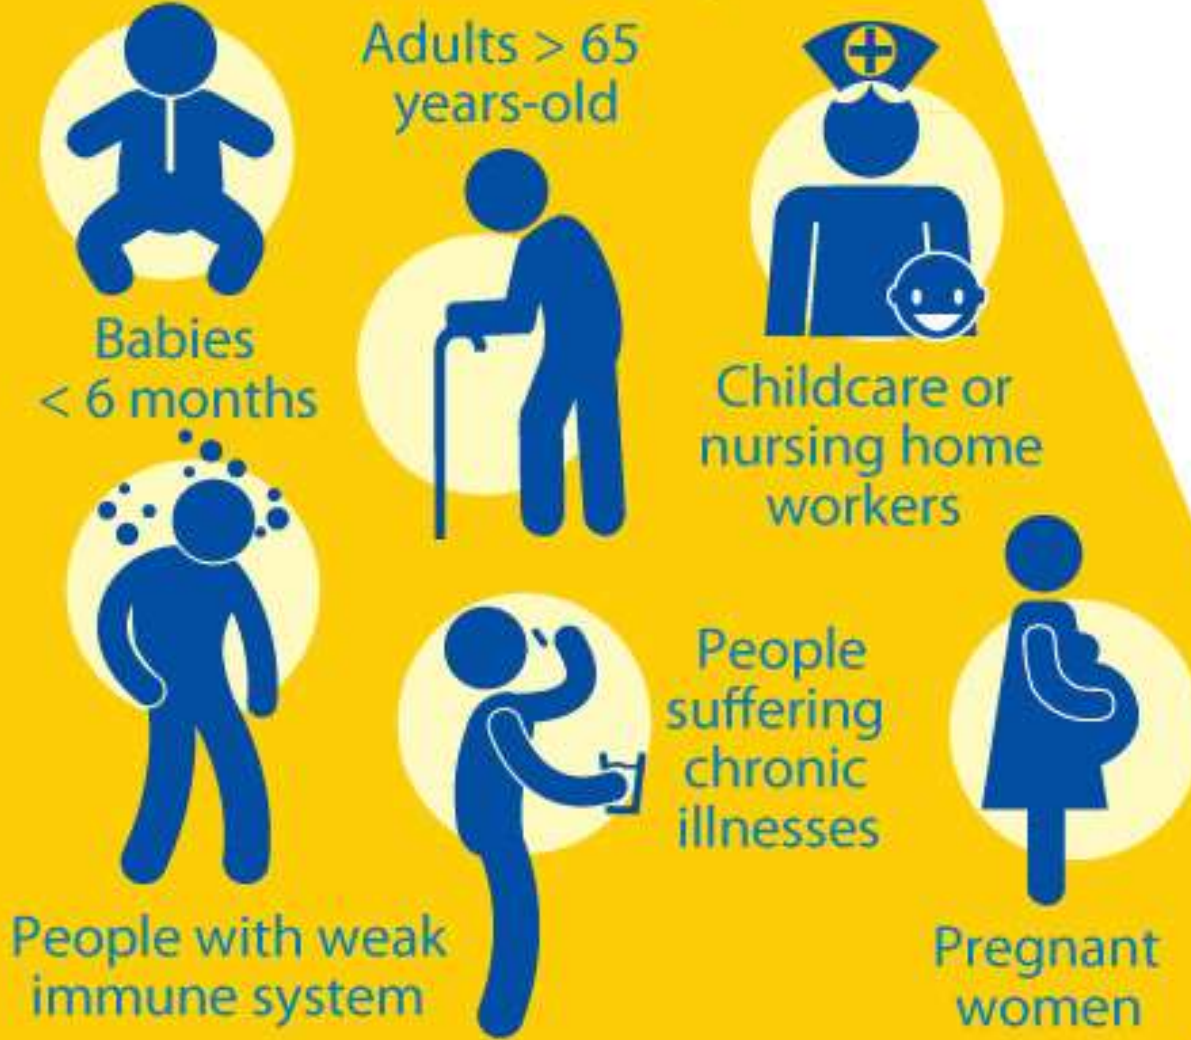 Adults > 65
years-old
Babies
< 6 months
Childcare or
nursing home
workers
People
suffering
chronic
illnesses
People with weak
immune system
Pregnant
women